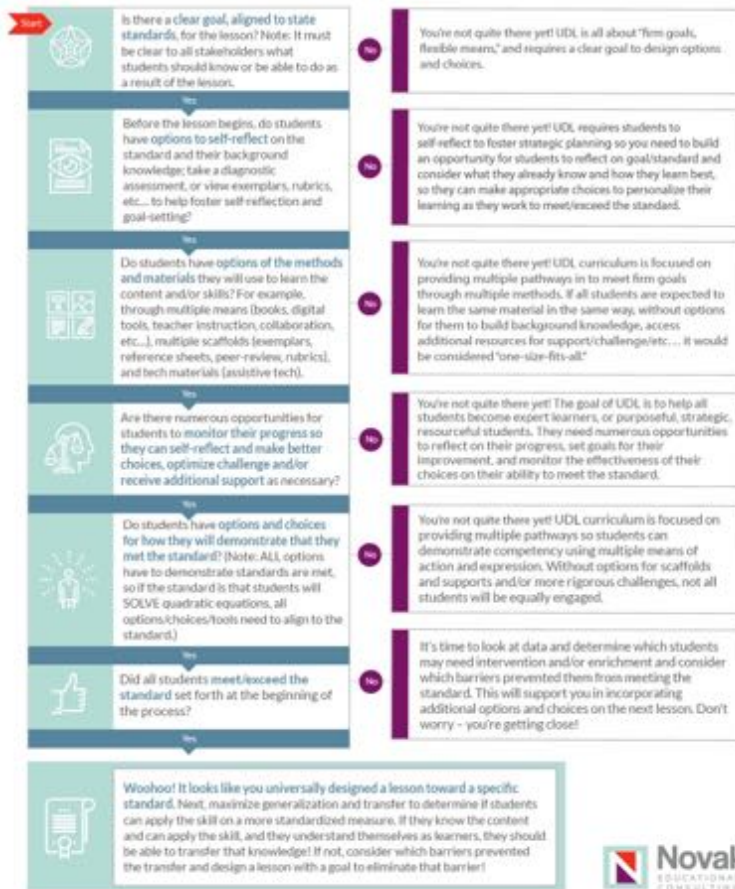 Start
Is there a clear goal, aligned to state
standards, for the lesson? Note: It must
be clear to all stakeholders what
students should know or be able to do as
a result of the lesson.
No
You're not quite there yet! UDL is all about "firm goals,
flexible means," and requires a clear goal to design options
and choices.
Yes
Before the lesson begins, do students
have options to self-reflect on the
standard and their background
knowledge; take a diagnostic
assessment, or view exemplars, rubrics,
etc... to help foster self-reflection and
goal-setting?
No
You're not quite there yet! UDL requires students to
self-reflect to foster strategic planning so you need to build
an opportunity for students to reflect on goal/standard and
consider what they already know and how they learn best,
so they can make appropriate choices to personalize their
learning as they work to meet/exceed the standard.
Yes
Do students have options of the methods
and materials they will use to learn the
content and/or skills? For example,
through multiple means (books, digital
tools, teacher instruction, collaboration,
etc...), multiple scaffolds (exemplars,
reference sheets, peer-review, rubrics),
and tech materials (assistive tech).
No
You're not quite there yet! UDL curriculum is focused on
providing multiple pathways in to meet firm goals
through multiple methods. If all students are expected to
learn the same material in the same way, without options
for them to build background knowledge, access
additional resources for support/challenge/etc... it would
be considered "one-size-fits-all."
Yes
Are there numerous opportunities for
students to monitor their progress so
they can self-reflect and make better
choices, optimize challenge and/or
receive additional support as necessary?
No
You're not quite there yet! The goal of UDL is to help all
students become expert learners, or purposeful, strategic,
resourceful students. They need numerous opportunities
to reflect on their progress, set goals for their
improvement, and monitor the effectiveness of their
choices on their ability to meet the standard.
Yes
Do students have options and choices
for how they will demonstrate that they
met the standard? (Note: ALL options
have to demonstrate standards are met,
so if the standard is that students will
SOLVE quadratic equations, all
options/choices/tools need to align to the
standard.)
No
You're not quite there yet! UDL curriculum is focused on
providing multiple pathways so students can
demonstrate competency using multiple means of
action and expression. Without options for scaffolds
and supports and/or more rigorous challenges, not all
students will be equally engaged.
Yes
Did all students meet/exceed the
standard set forth at the beginning of
the process?
No
It's time to look at data and determine which students
may need intervention and/or enrichment and consider
which barriers prevented them from meeting the
standard. This will support you in incorporating
additional options and choices on the next lesson. Don't
worry – you're getting close!
Yes
Woohoo! It looks like you universally designed a lesson toward a specific
standard. Next, maximize generalization and transfer to determine if students
can apply the skill on a more standardized measure. If they know the content
and can apply the skill, and they understand themselves as learners, they should
be able to transfer that knowledge! If not, consider which barriers prevented
the transfer and design a lesson with a goal to eliminate that barrier!
Novak
EDUCATIONAL
CONSULTING